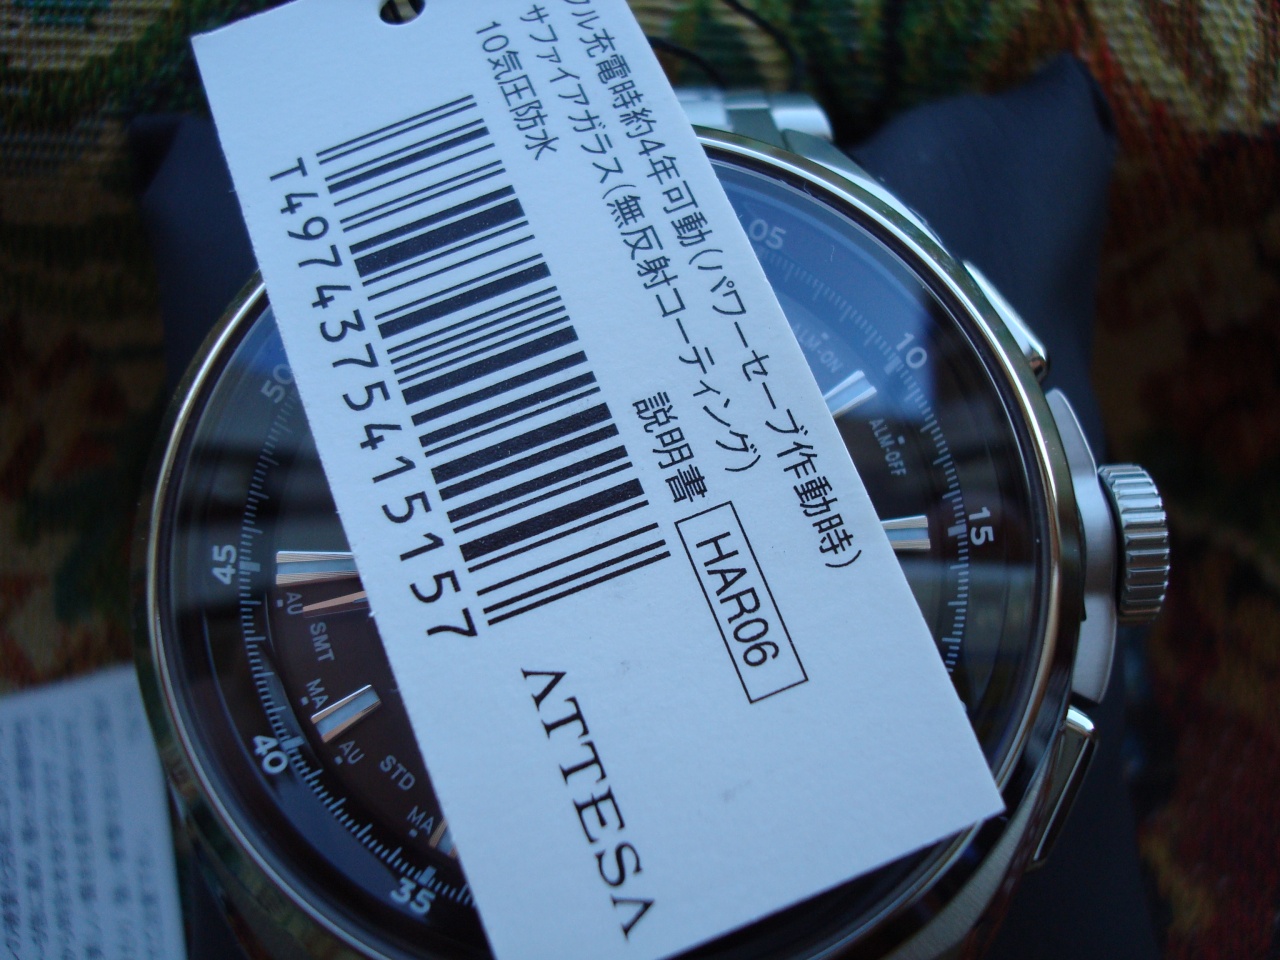 フル充電時約4年可動(パワーセーブ作動時)
サファイアガラス(無反射コーティング)
10気圧防水
説明書 HAR06
T4974375415157
ATTESA
05
10
15
35
40
45
50
ALM-ON
ALM-OFF
AU
SMT
MA
AU
STD
MA